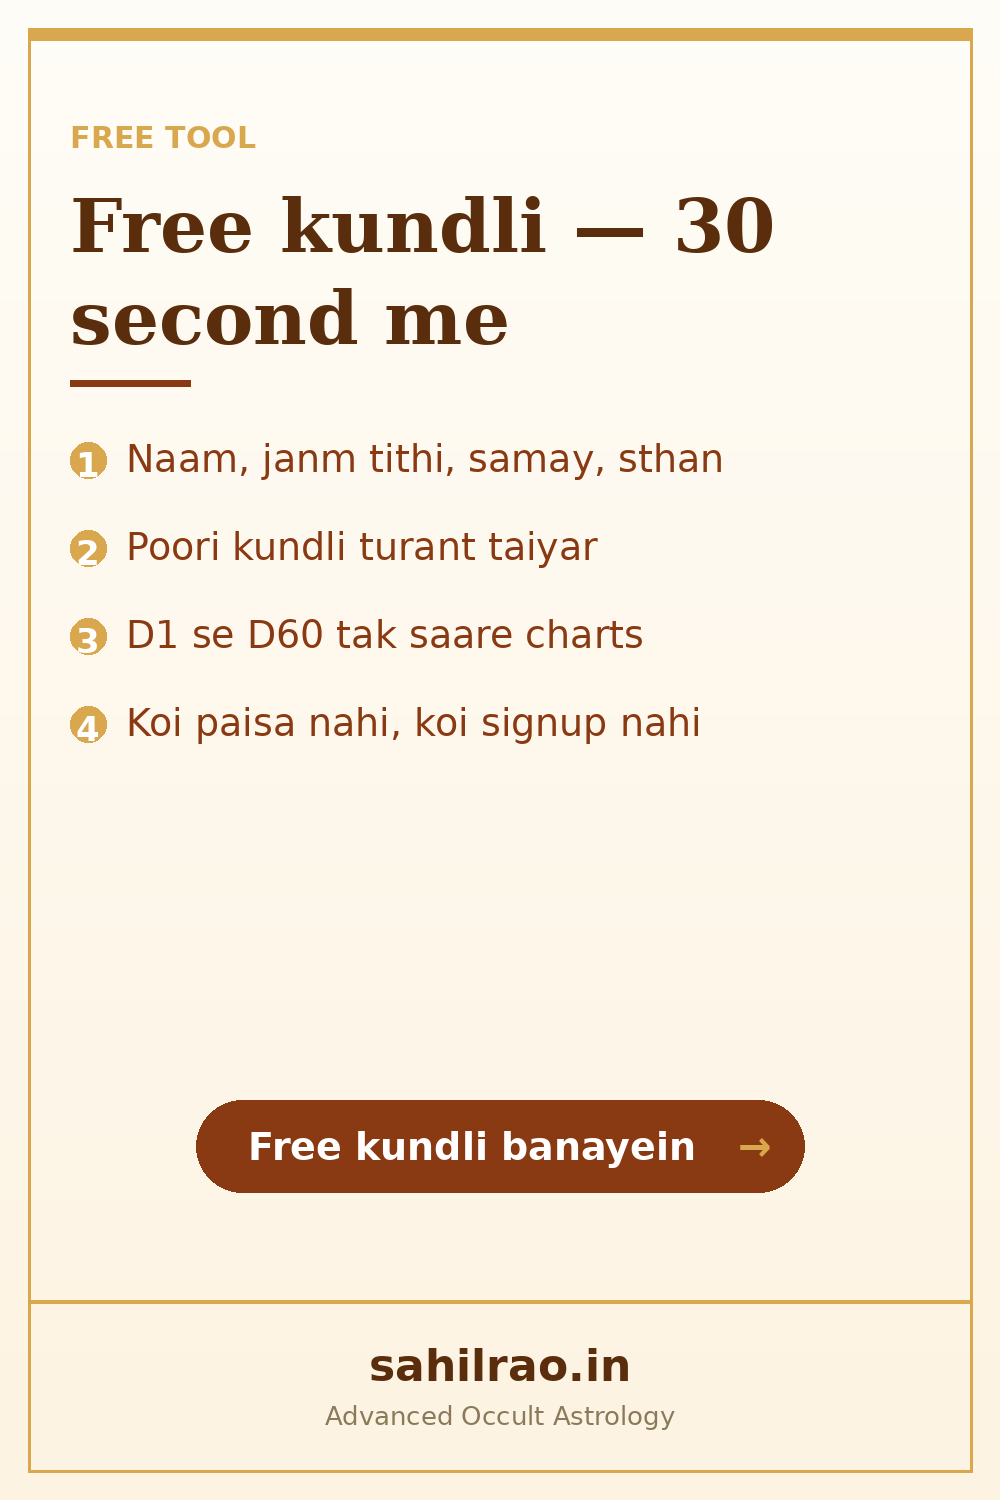 FREE TOOL
Free kundli — 30
second me
1 Naam, janm tithi, samay, sthan
2 Poori kundli turant taiyar
3 D1 se D60 tak saare charts
4 Koi paisa nahi, koi signup nahi
Free kundli banayein →
sahilrao.in
Advanced Occult Astrology